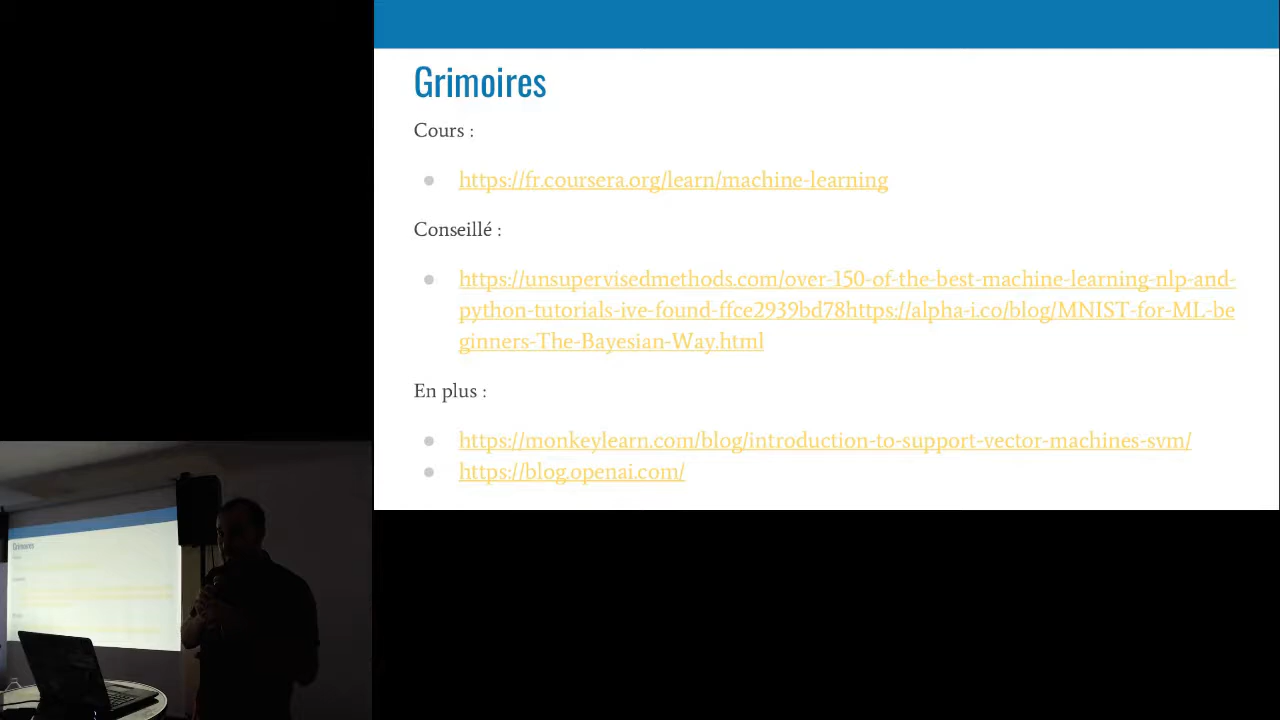 Grimoires
Cours :
https://fr.coursera.org/learn/machine-learning
Conseillé :
https://unsupervisedmethods.com/over-150-of-the-best-machine-learning-nlp-and-
python-tutorials-ive-found-ffce2939bd78https://alpha-i.co/blog/MNIST-for-ML-be
ginners-The-Bayesian-Way.html
En plus :
https://monkeylearn.com/blog/introduction-to-support-vector-machines-svm/
https://blog.openai.com/
Grimoires